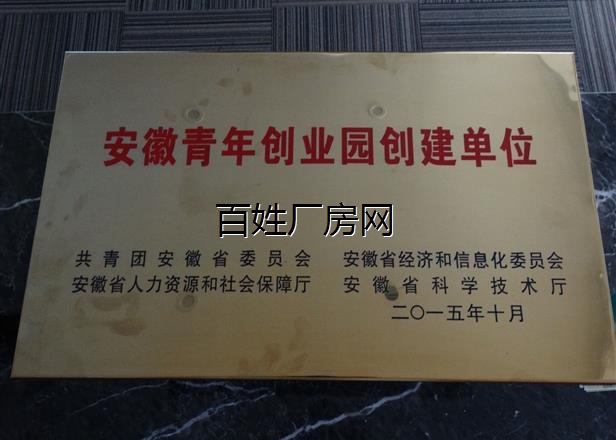 安徽青年创业园创建单位
百姓厂房网
共青团安徽省委员会 安徽省经济和信息化委员会
安徽省人力资源和社会保障厅 安徽省科学技术厅
二〇一五年十月